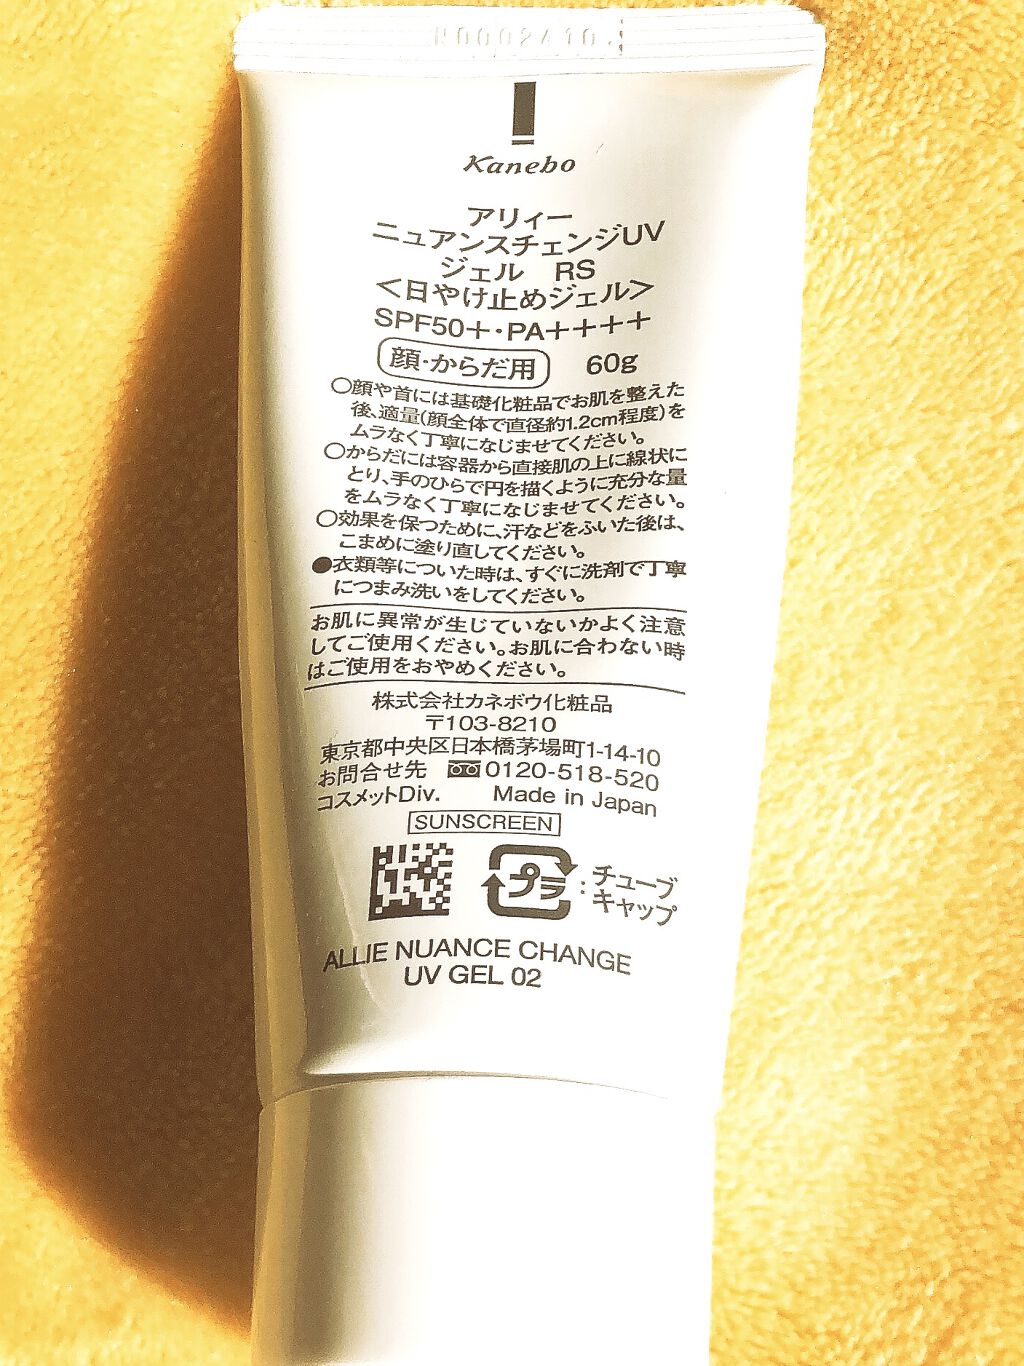 Kanebo
アリィー
ニュアンスチェンジUV
ジェル RS
<日やけ止めジェル>
SPF50+・PA++++
顔・からだ用 60g
○顔や首には基礎化粧品でお肌を整えた
後、適量(顔全体で直径約1.2cm程度)を
ムラなく丁寧になじませてください。
○からだには容器から直接肌の上に線状に
とり、手のひらで円を描くように充分な量
をムラなく丁寧になじませてください。
○効果を保つために、汗などをふいた後は、
こまめに塗り直してください。
●衣類等についた時は、すぐに洗剤で丁寧
につまみ洗いをしてください。
お肌に異常が生じていないかよく注意
してご使用ください。お肌に合わない時
はご使用をおやめください。
株式会社カネボウ化粧品
〒103-8210
東京都中央区日本橋茅場町1-14-10
お問合せ先 0120-518-520
コスメットDiv. Made in Japan
SUNSCREEN
プラ : チューブ
キャップ
ALLIE NUANCE CHANGE
UV GEL 02